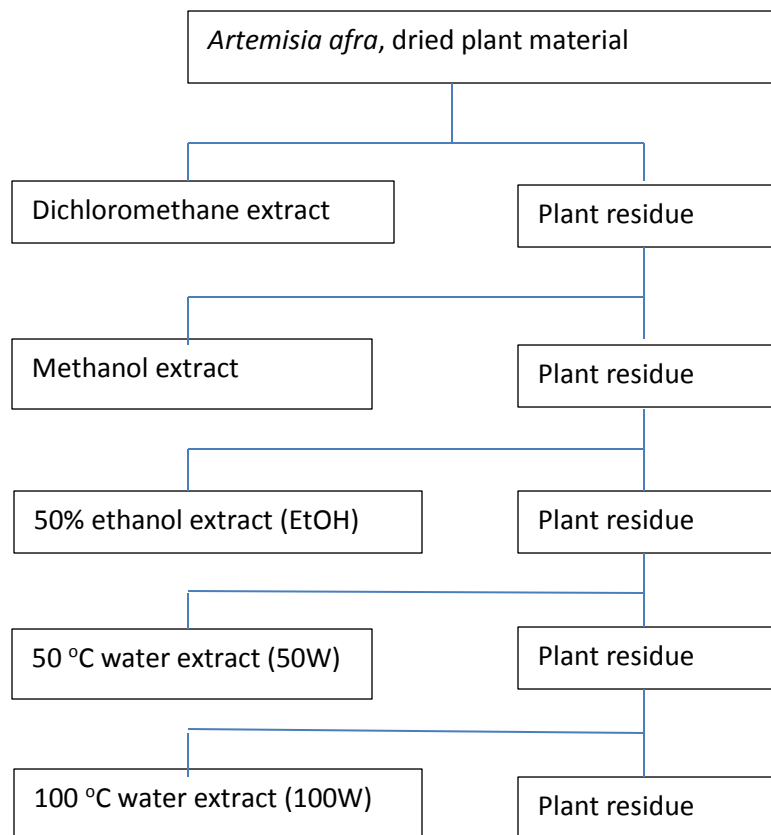 Artemisia afra, dried plant material
Dichloromethane extract
Plant residue
Methanol extract
Plant residue
50% ethanol extract (EtOH)
Plant residue
50 °C water extract (50W)
Plant residue
100 °C water extract (100W)
Plant residue